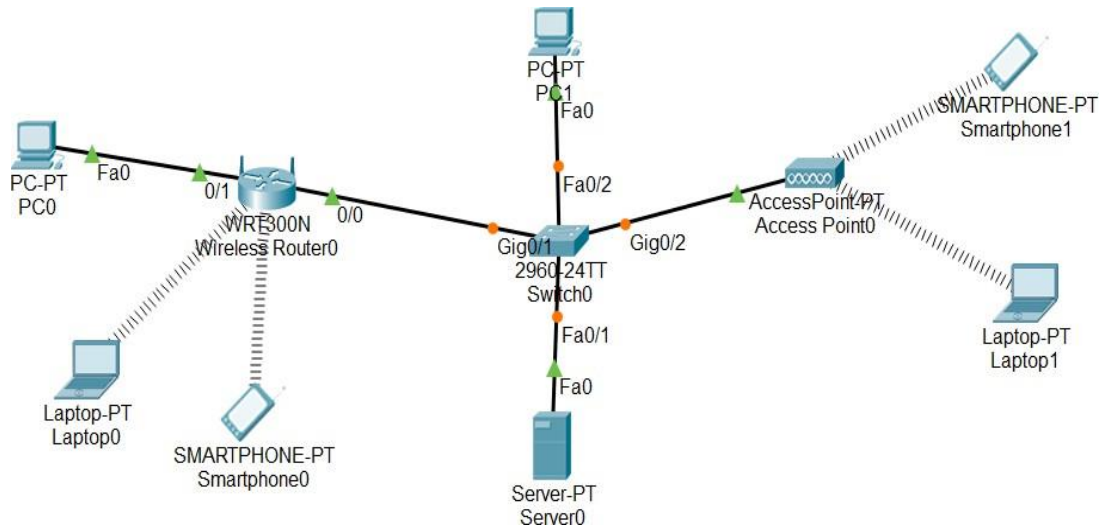 PC-PT
PC1
Fa0
SMARTPHONE-PT
Smartphone1
Fa0
PC-PT
PC0
0/1
WRT300N
Wireless Router0
0/0
Fa0/2
AccessPoint-PT
Access Point0
Gig0/1
Gig0/2
2960-24TT
Switch0
Fa0/1
Laptop-PT
Laptop1
Fa0
Laptop-PT
Laptop0
SMARTPHONE-PT
Smartphone0
Server-PT
Server0